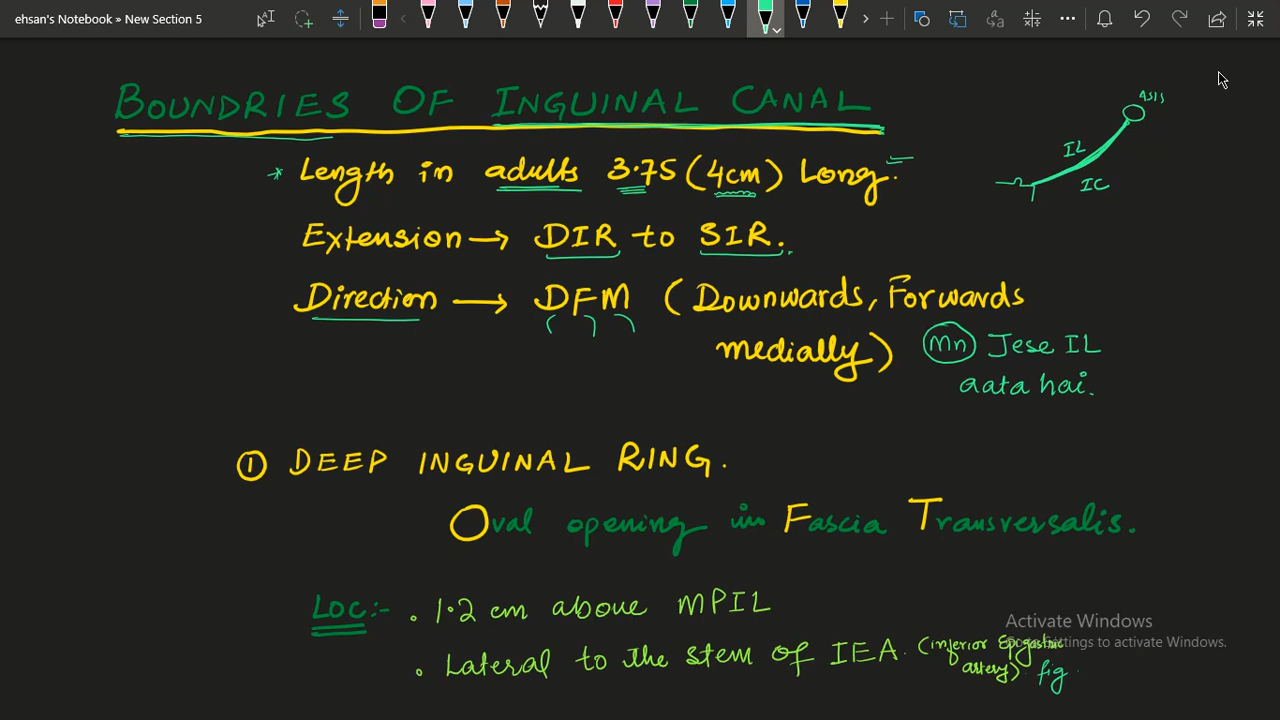 ehsan's Notebook » New Section 5
BOUNDRIES OF INGUINAL CANAL
ASIS
IL
IC
* Length in adults 3.75 (4cm) Long.
Extension → DIR to SIR.
Direction → DFM (Downwards, Forwards
medially)
Mn Jese IL
aata hai.
① DEEP INGUINAL RING.
Oval opening in Fascia Transversalis.
LOC:- . 1.2 cm above MPIL
. Lateral to the stem of IEA. (inferior Epigastric
artery) fig
Activate Windows
Go to Settings to activate Windows.